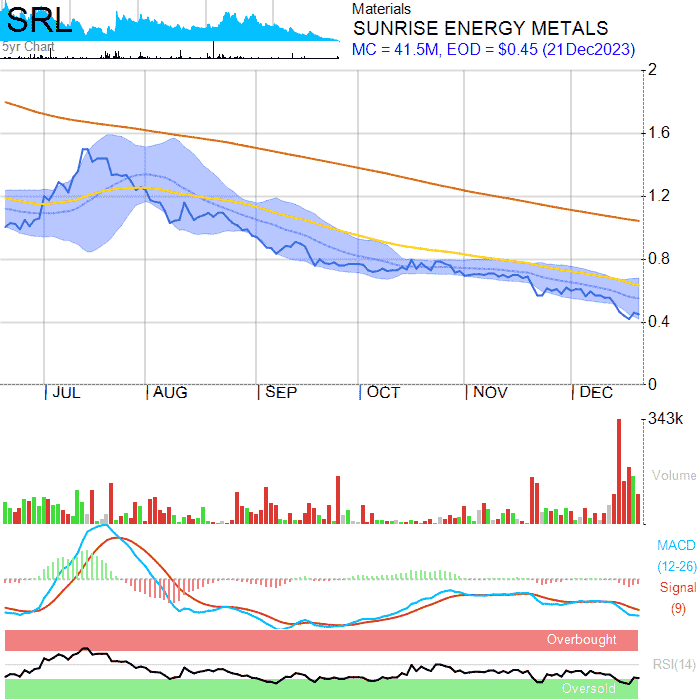 SRL
5yr Chart
Materials
SUNRISE ENERGY METALS
MC = 41.5M, EOD = $0.45 (21Dec2023)
2
1.6
1.2
0.8
0.4
0
JUL AUG SEP OCT NOV DEC
343k
Volume
MACD
(12-26)
Signal
(9)
Overbought
RSI(14)
Oversold